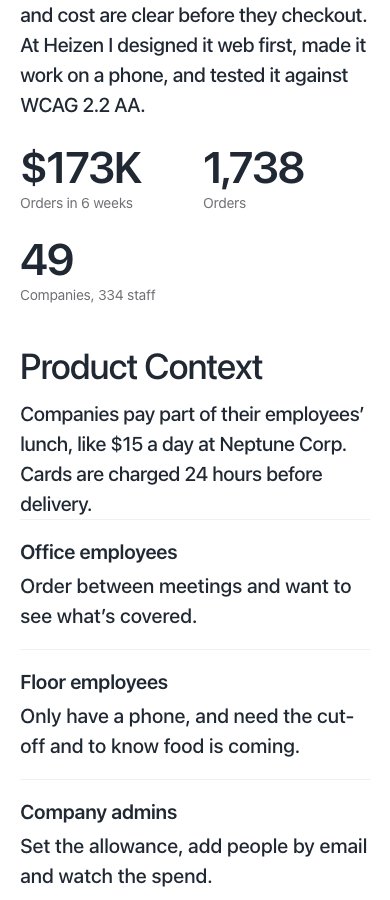 and cost are clear before they checkout.
At Heizen I designed it web first, made it
work on a phone, and tested it against
WCAG 2.2 AA.
$173K
Orders in 6 weeks
1,738
Orders
49
Companies, 334 staff
Product Context
Companies pay part of their employees’
lunch, like $15 a day at Neptune Corp.
Cards are charged 24 hours before
delivery.
Office employees
Order between meetings and want to
see what’s covered.
Floor employees
Only have a phone, and need the cut-
off and to know food is coming.
Company admins
Set the allowance, add people by email
and watch the spend.